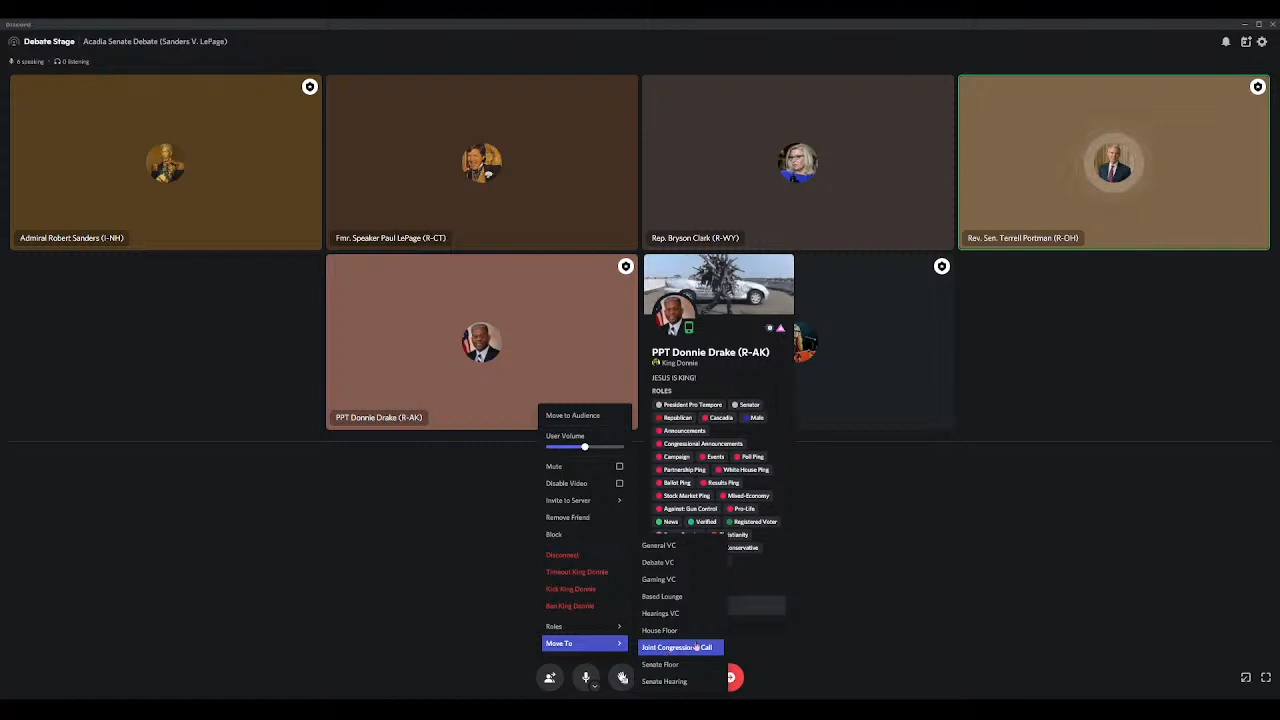 Discord
Debate Stage Acadia Senate Debate (Sanders V. LePage)
6 speaking · 0 listening
Admiral Robert Sanders (I-NH)
Fmr. Speaker Paul LePage (R-CT)
Rep. Bryson Clark (R-WY)
Rev. Sen. Terrell Portman (R-OH)
PPT Donnie Drake (R-AK)
PPT Donnie Drake (R-AK)
King Donnie
JESUS IS KING!
ROLES
President Pro Tempore Senator
Republican Cascadia Male
Announcements
Congressional Announcements
Campaign Events Poll Ping
Partnership Ping White House Ping
Ballot Ping Results Ping
Stock Market Ping Mixed-Economy
Against: Gun Control Pro-Life
News Verified Registered Voter
istianity
onservative
Move to Audience
User Volume
Mute
Disable Video
Invite to Server
Remove Friend
Block
Disconnect
Timeout King Donnie
Kick King Donnie
Ban King Donnie
Roles
Move To
General VC
Debate VC
Gaming VC
Based Lounge
Hearings VC
House Floor
Joint Congressional Call
Senate Floor
Senate Hearing